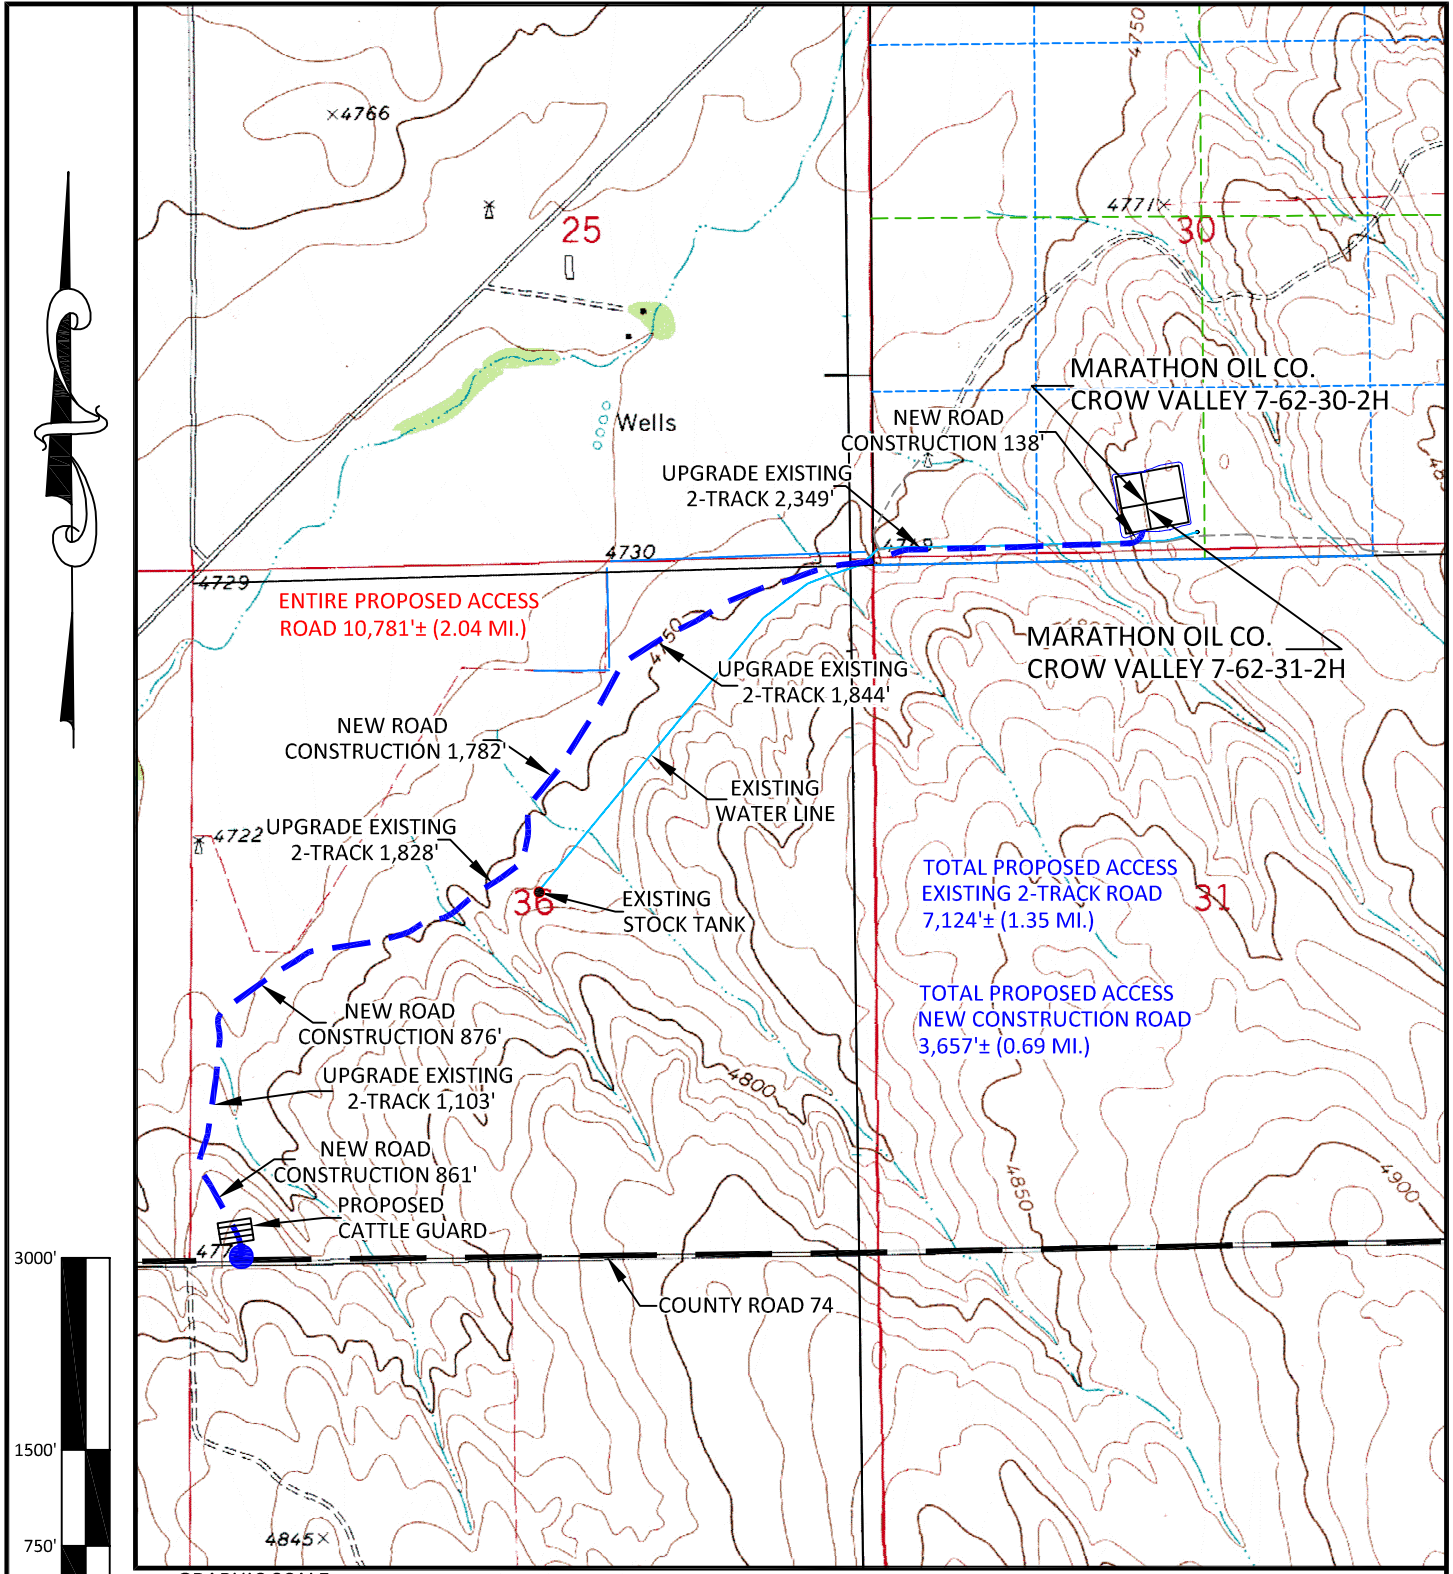 4750
×4766
4771×
25
30
MARATHON OIL CO.
CROW VALLEY 7-62-30-2H
NEW ROAD
CONSTRUCTION 138'
Wells
UPGRADE EXISTING
2-TRACK 2,349'
4730
4729
ENTIRE PROPOSED ACCESS
ROAD 10,781'± (2.04 MI.)
4750
MARATHON OIL CO.
CROW VALLEY 7-62-31-2H
UPGRADE EXISTING
2-TRACK 1,844'
NEW ROAD
CONSTRUCTION 1,782'
EXISTING
WATER LINE
4722
UPGRADE EXISTING
2-TRACK 1,828'
36
EXISTING
STOCK TANK
TOTAL PROPOSED ACCESS
EXISTING 2-TRACK ROAD
7,124'± (1.35 MI.)
31
TOTAL PROPOSED ACCESS
NEW CONSTRUCTION ROAD
3,657'± (0.69 MI.)
NEW ROAD
CONSTRUCTION 876'
UPGRADE EXISTING
2-TRACK 1,103'
4800
NEW ROAD
CONSTRUCTION 861'
4850
4900
PROPOSED
CATTLE GUARD
3000'
COUNTY ROAD 74
1500'
4845×
750'
GRAPHIC SCALE